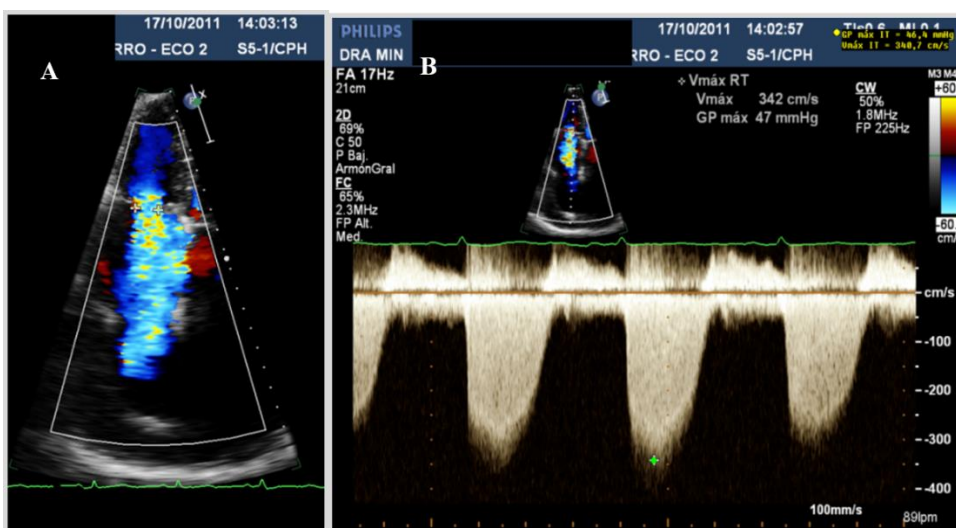 17/10/2011 14:03:13
RRO - ECO 2 S5-1/CPH
A
PHILIPS
17/10/2011 14:02:57
DRA MIN
RRO - ECO 2 S5-1/CPH
GP máx IT = 46,4 mmHg
Vmáx IT = 340,7 cm/s
B
FA 17Hz
21cm
2D
69%
C 50
P Baj.
ArmónGral
FC
65%
2.3MHz
FP Alt.
Med.
Vmáx RT
Vmáx 342 cm/s
GP máx 47 mmHg
CW
50%
1.8MHz
FP 225Hz
M3 M4
+60
-60.
cm/
cm/s
-100
-200
-300
-400
100mm/s
89lpm